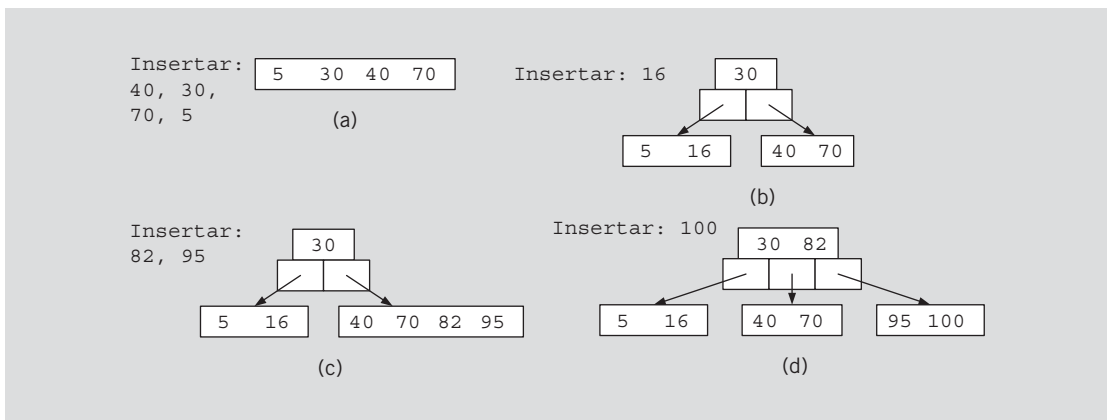 Insertar:
40, 30,
70, 5
5 30 40 70
(a)
Insertar: 16
30
5 16
40 70
(b)
Insertar:
82, 95
30
5 16
40 70 82 95
(c)
Insertar: 100
30 82
5 16
40 70
95 100
(d)